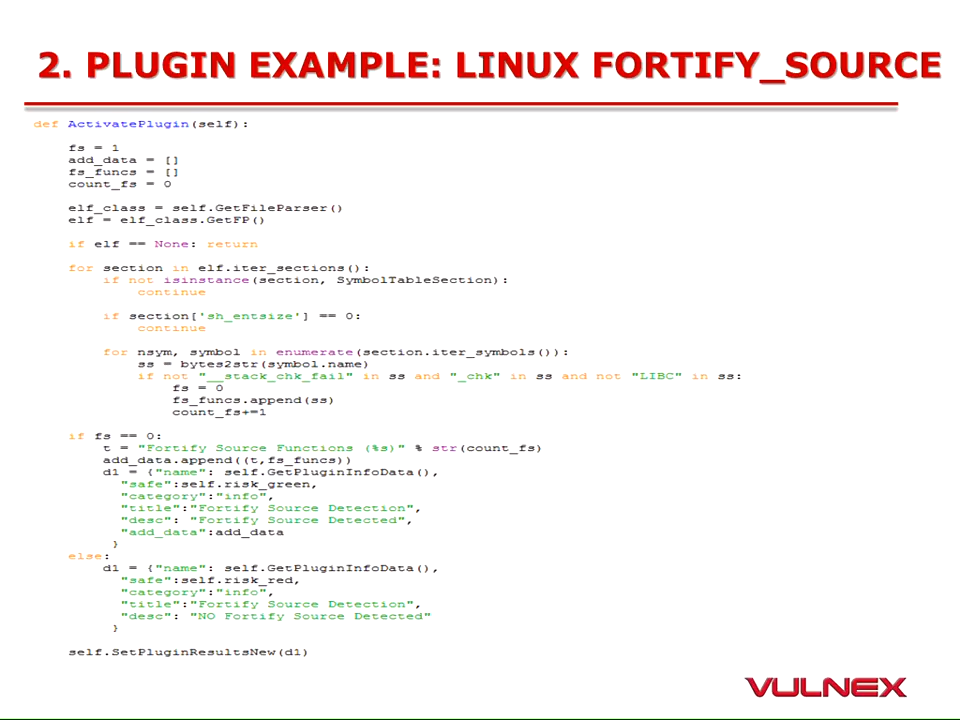 2. PLUGIN EXAMPLE: LINUX FORTIFY_SOURCE
def ActivatePlugin(self):
fs = 1
add_data = []
fs_funcs = []
count_fs = 0
elf_class = self.GetFileParser()
elf = elf_class.GetFP()
if elf == None: return
for section in elf.iter_sections():
if not isinstance(section, SymbolTableSection):
continue
if section['sh_entsize'] == 0:
continue
for nsym, symbol in enumerate(section.iter_symbols()):
ss = bytes2str(symbol.name)
if not "__stack_chk_fail" in ss and "_chk" in ss and not "LIBC" in ss:
fs = 0
fs_funcs.append(ss)
count_fs+=1
if fs == 0:
t = "Fortify Source Functions (%s)" % str(count_fs)
add_data.append((t,fs_funcs))
d1 = {"name": self.GetPluginInfoData(),
"safe":self.risk_green,
"category":"info",
"title":"Fortify Source Detection",
"desc": "Fortify Source Detected",
"add_data":add_data
}
else:
d1 = {"name": self.GetPluginInfoData(),
"safe":self.risk_red,
"category":"info",
"title":"Fortify Source Detection",
"desc": "NO Fortify Source Detected"
}
self.SetPluginResultsNew(d1)
VULNEX